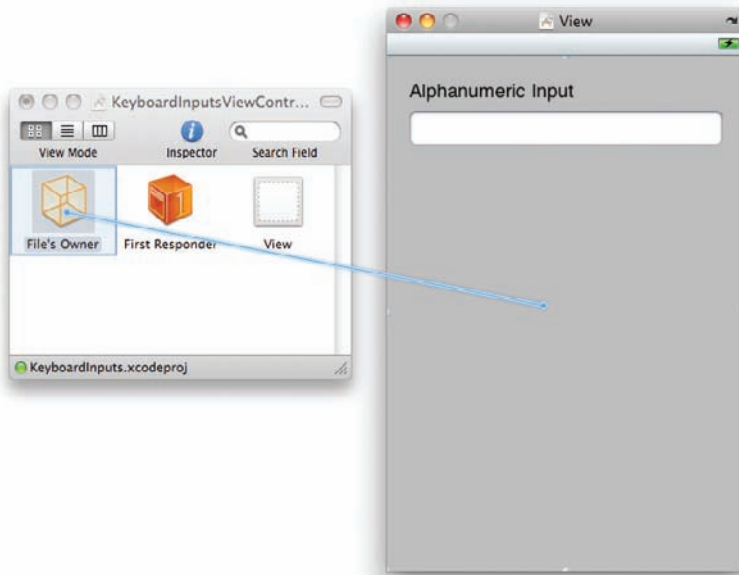 KeyboardInputsViewContr...
View Mode
Inspector
Search Field
File's Owner
First Responder
View
KeyboardInputs.xcodeproj
View
Alphanumeric Input